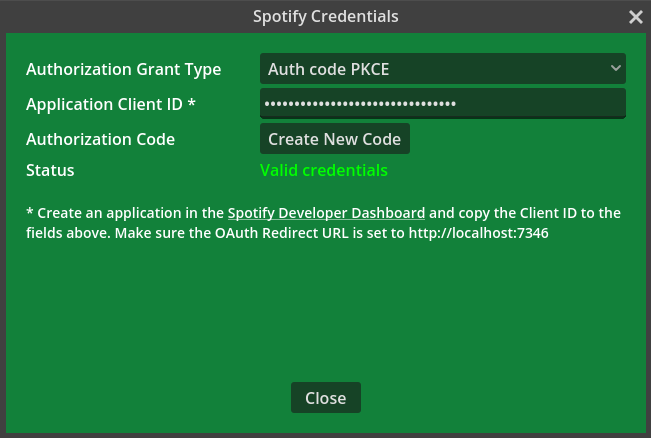 Spotify Credentials
Authorization Grant Type Auth code PKCE
Application Client ID * ••••••••••••••••••••••••••••••••
Authorization Code Create New Code
Status Valid credentials
* Create an application in the Spotify Developer Dashboard and copy the Client ID to the
fields above. Make sure the OAuth Redirect URL is set to http://localhost:7346
Close